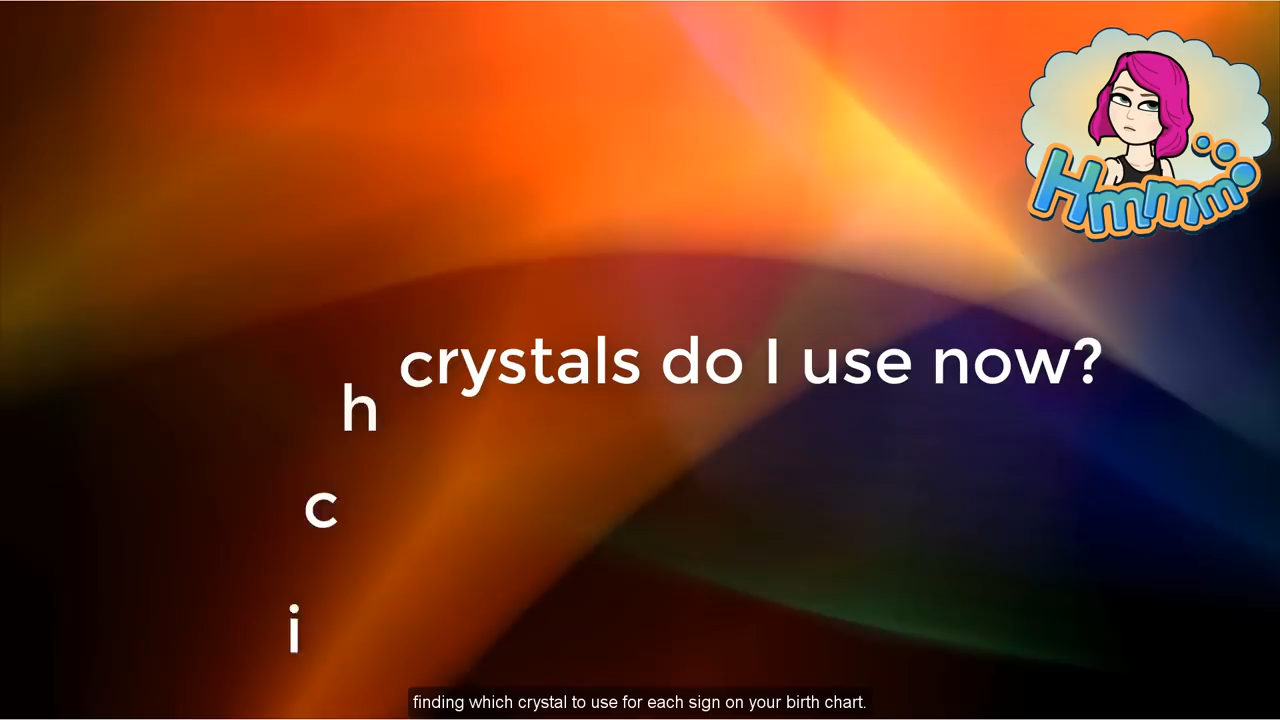 Hmmm...
crystals do I use now?
h
c
i
finding which crystal to use for each sign on your birth chart.